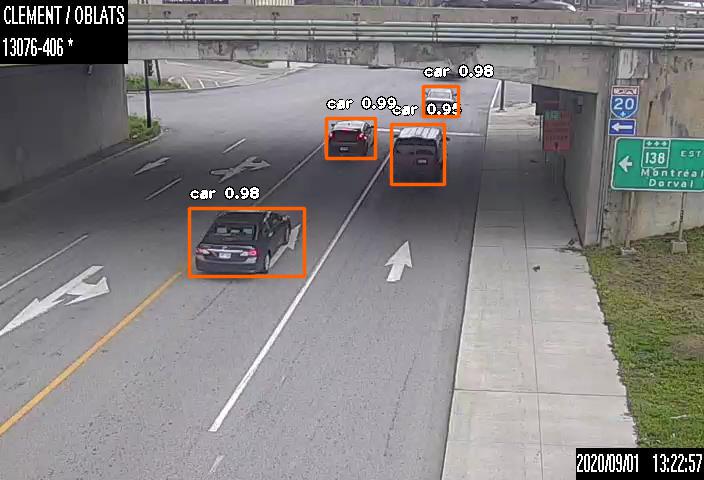 CLEMENT / OBLATS
13076-406 *
car 0.98
car 0.99
car 0.95
car 0.98
20
138 EST
Montréal
Dorval
2020/09/01 13:22:57